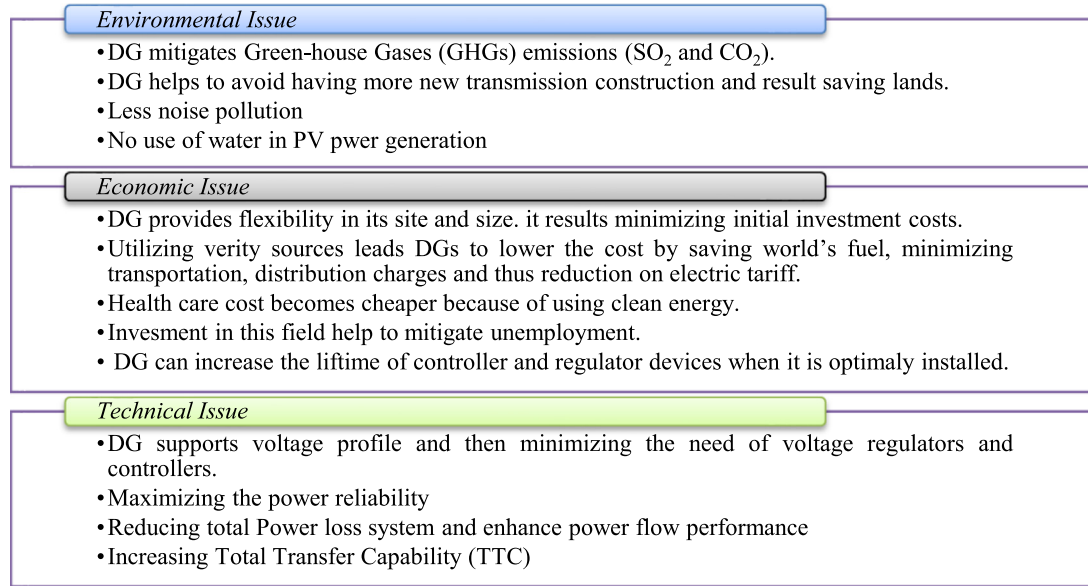 Environmental Issue
•DG mitigates Green-house Gases (GHGs) emissions (SO₂ and CO₂).
•DG helps to avoid having more new transmission construction and result saving lands.
•Less noise pollution
•No use of water in PV pwer generation
Economic Issue
•DG provides flexibility in its site and size. it results minimizing initial investment costs.
•Utilizing verity sources leads DGs to lower the cost by saving world's fuel, minimizing
transportation, distribution charges and thus reduction on electric tariff.
•Health care cost becomes cheaper because of using clean energy.
•Invesment in this field help to mitigate unemployment.
• DG can increase the liftime of controller and regulator devices when it is optimaly installed.
Technical Issue
•DG supports voltage profile and then minimizing the need of voltage regulators and
controllers.
•Maximizing the power reliability
•Reducing total Power loss system and enhance power flow performance
•Increasing Total Transfer Capability (TTC)